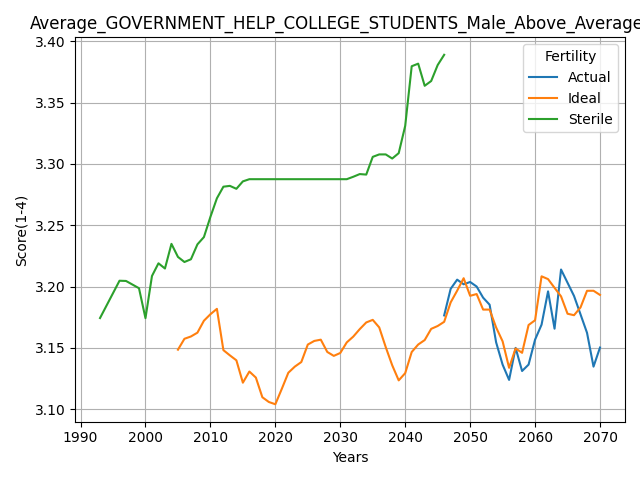 Average_GOVERNMENT_HELP_COLLEGE_STUDENTS_Male_Above_Average
3.40
3.35
3.30
3.25
3.20
3.15
3.10
Score(1-4)
Fertility
Actual
Ideal
Sterile
1990 2000 2010 2020 2030 2040 2050 2060 2070
Years